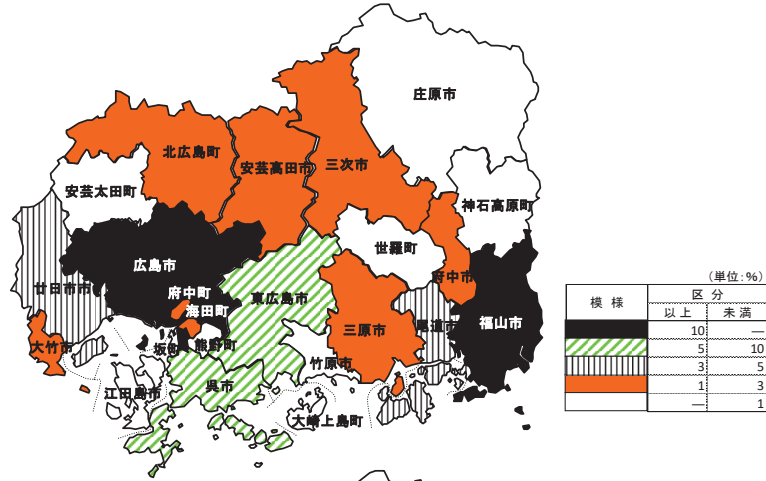 庄原市
北広島町
安芸高田市
三次市
安芸太田町
神石高原町
世羅町
広島市
府中市
廿日市市
府中町
東広島市
海田町
尾道市
福山市
三原市
大竹市
坂町
熊野町
竹原市
呉市
江田島市
大崎上島町
(単位:%)
模 様 区 分
以 上 未 満
10 ―
5 10
3 5
1 3
― 1